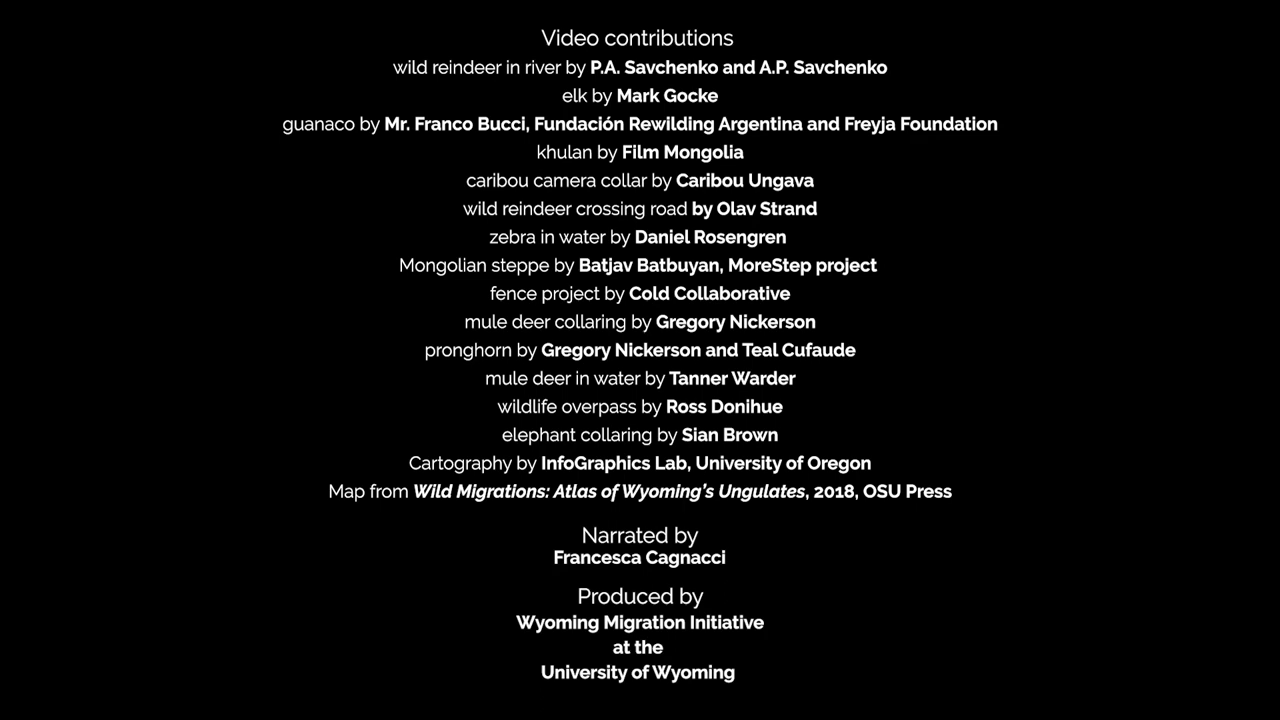 Video contributions
wild reindeer in river by P.A. Savchenko and A.P. Savchenko
elk by Mark Gocke
guanaco by Mr. Franco Bucci, Fundación Rewilding Argentina and Freyja Foundation
khulan by Film Mongolia
caribou camera collar by Caribou Ungava
wild reindeer crossing road by Olav Strand
zebra in water by Daniel Rosengren
Mongolian steppe by Batjav Batbuyan, MoreStep project
fence project by Cold Collaborative
mule deer collaring by Gregory Nickerson
pronghorn by Gregory Nickerson and Teal Cufaude
mule deer in water by Tanner Warder
wildlife overpass by Ross Donihue
elephant collaring by Sian Brown
Cartography by InfoGraphics Lab, University of Oregon
Map from Wild Migrations: Atlas of Wyoming's Ungulates, 2018, OSU Press
Narrated by
Francesca Cagnacci
Produced by
Wyoming Migration Initiative
at the
University of Wyoming